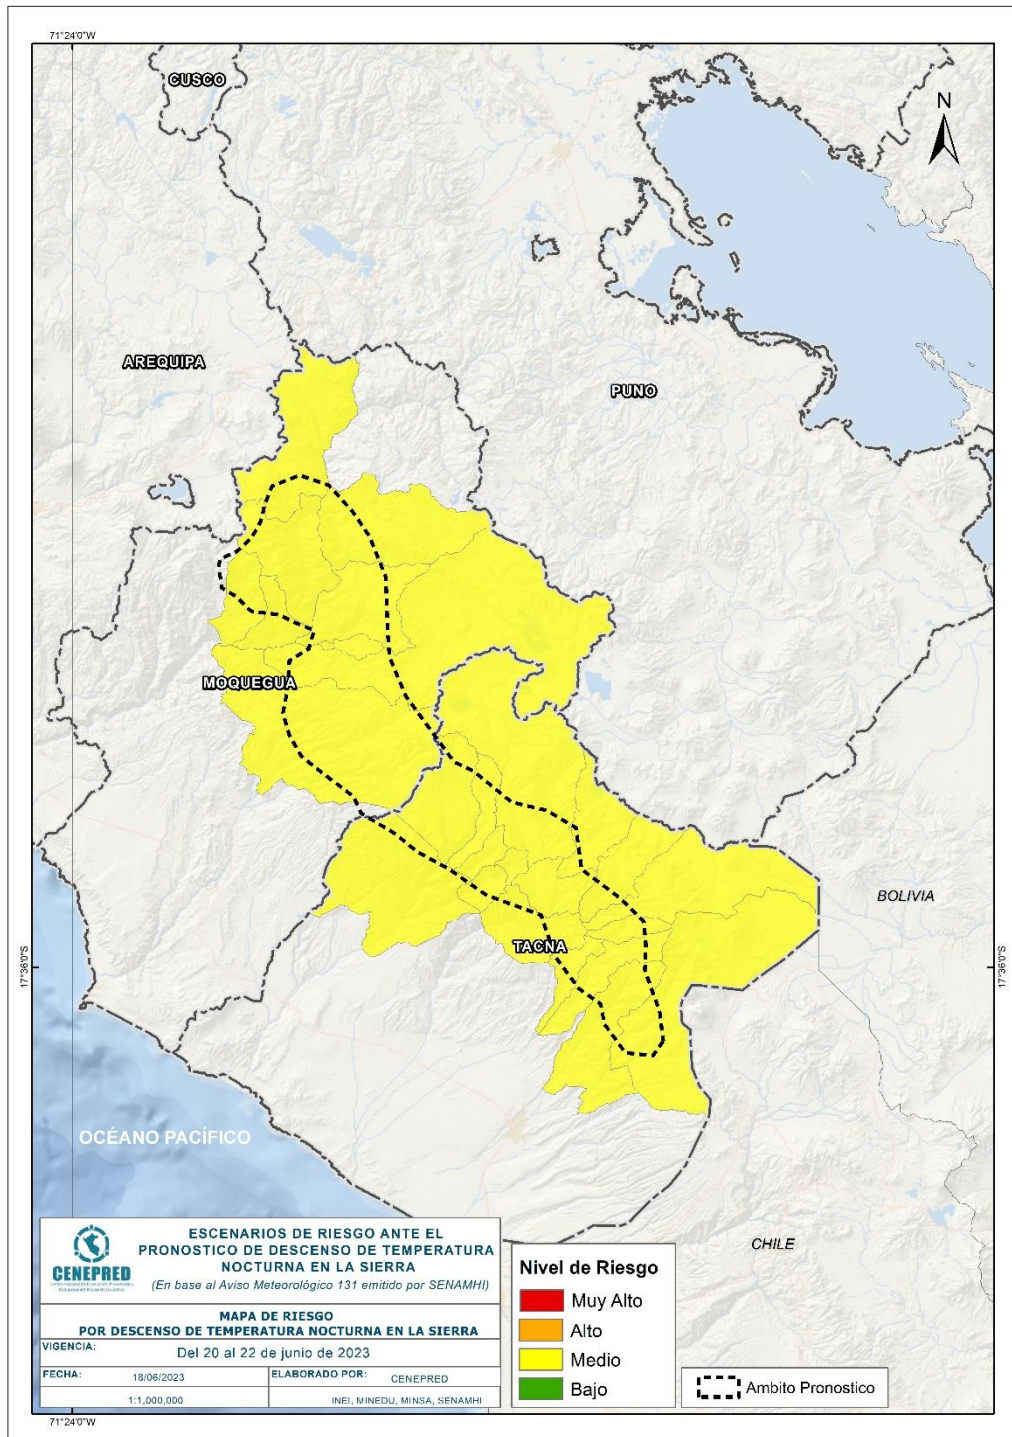 71°24'0"W
CUSCO
N
AREQUIPA
PUNO
MOQUEGUA
BOLIVIA
TACNA
17°36'0"S
17°36'0"S
OCÉANO PACÍFICO
CHILE
CENEPRED
ESCENARIOS DE RIESGO ANTE EL
PRONOSTICO DE DESCENSO DE TEMPERATURA
NOCTURNA EN LA SIERRA
(En base al Aviso Meteorológico 131 emitido por SENAMHI)
MAPA DE RIESGO
POR DESCENSO DE TEMPERATURA NOCTURNA EN LA SIERRA
VIGENCIA:
Del 20 al 22 de junio de 2023
FECHA:
18/06/2023
ELABORADO POR: CENEPRED
1:1,000,000
INEI, MINEDU, MINSA, SENAMHI
Nivel de Riesgo
Muy Alto
Alto
Medio
Bajo
Ambito Pronostico
71°24'0"W